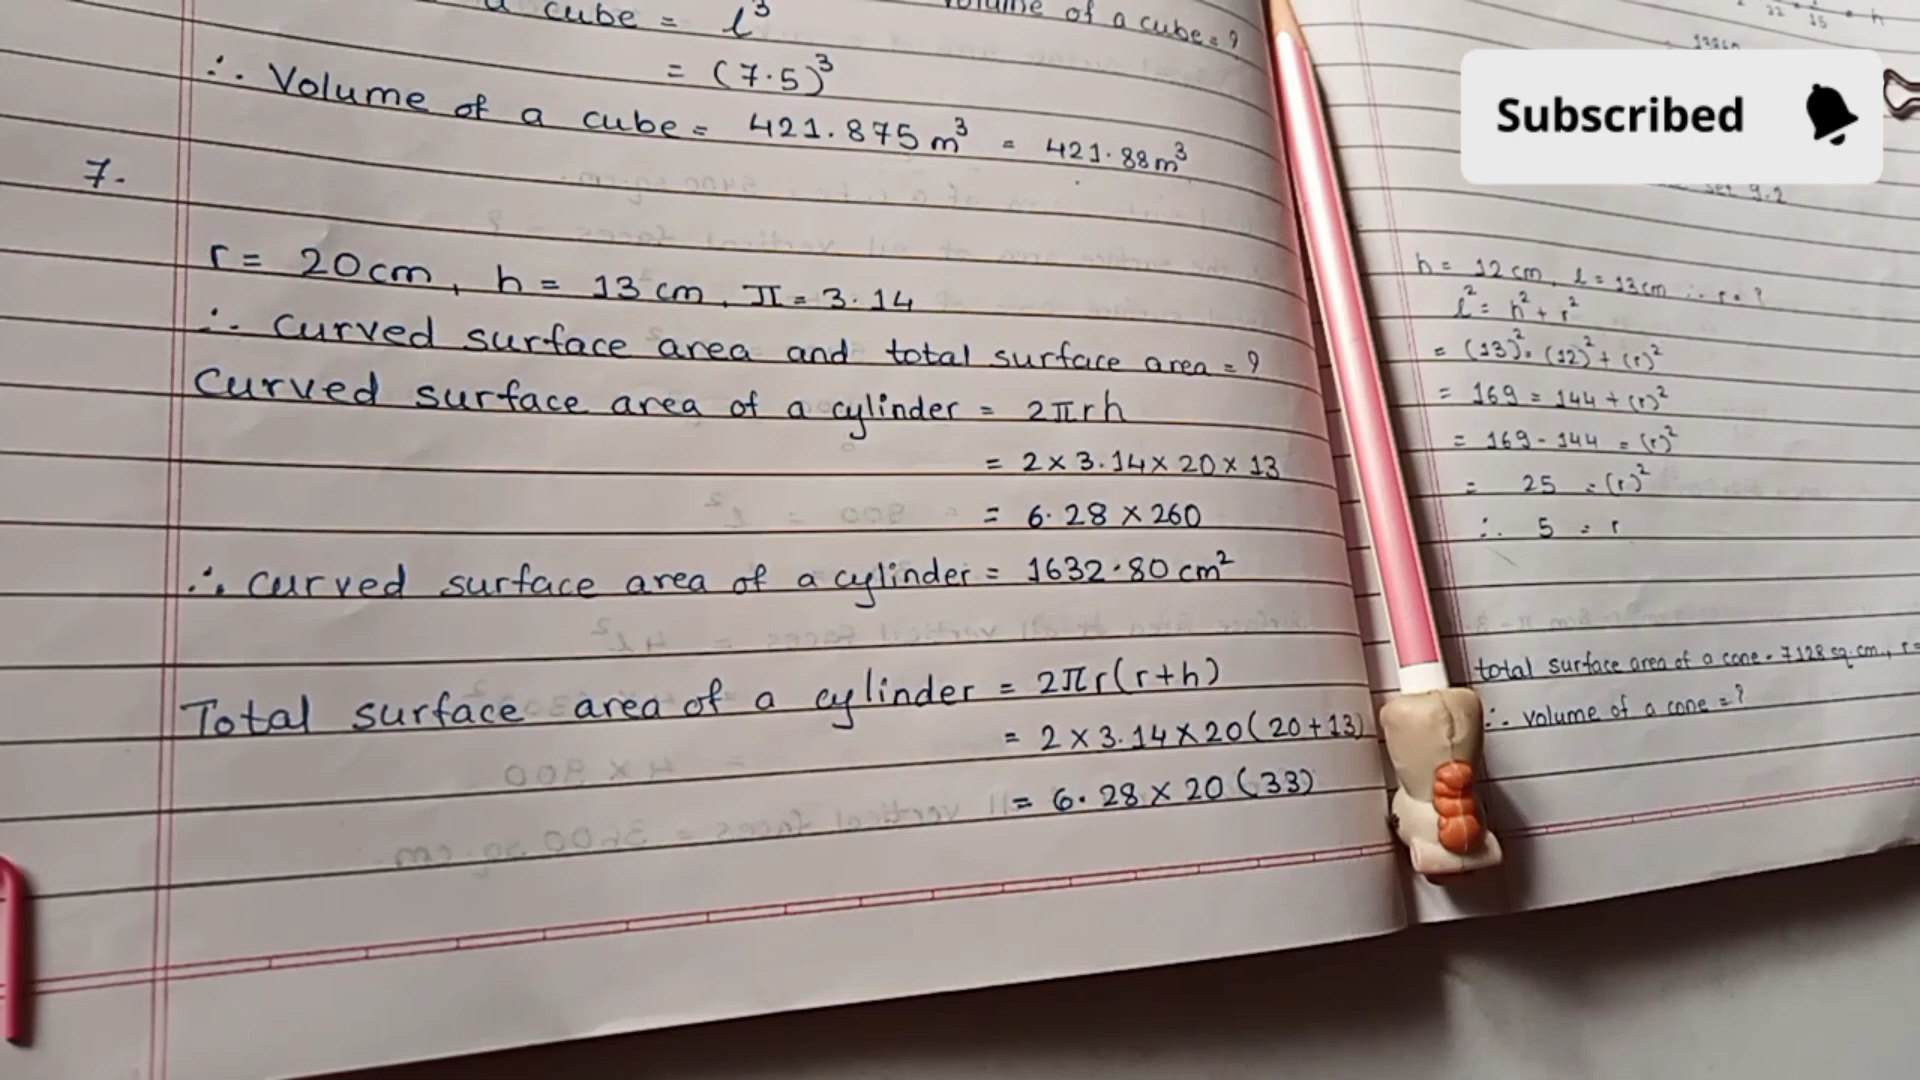 a cube = l³
volume of a cube = ?
= (7.5)³
∴ Volume of a cube = 421.875 m³ = 421.88 m³
7.
r = 20 cm, h = 13 cm, π = 3.14
∴ curved surface area and total surface area = ?
Curved surface area of a cylinder = 2πrh
= 2 × 3.14 × 20 × 13
= 6.28 × 260
∴ curved surface area of a cylinder = 1632.80 cm²
Total surface area of a cylinder = 2πr(r+h)
= 2 × 3.14 × 20 (20+13)
= 6.28 × 20 (33)
Subscribed
set 9.2
h = 12 cm, l = 13 cm ∴ r = ?
l² = h² + r²
= (13)² = (12)² + (r)²
= 169 = 144 + (r)²
= 169 - 144 = (r)²
= 25 = (r)²
∴ 5 = r
total surface area of a cone = 7128 sq.cm., r =
∴ volume of a cone = ?